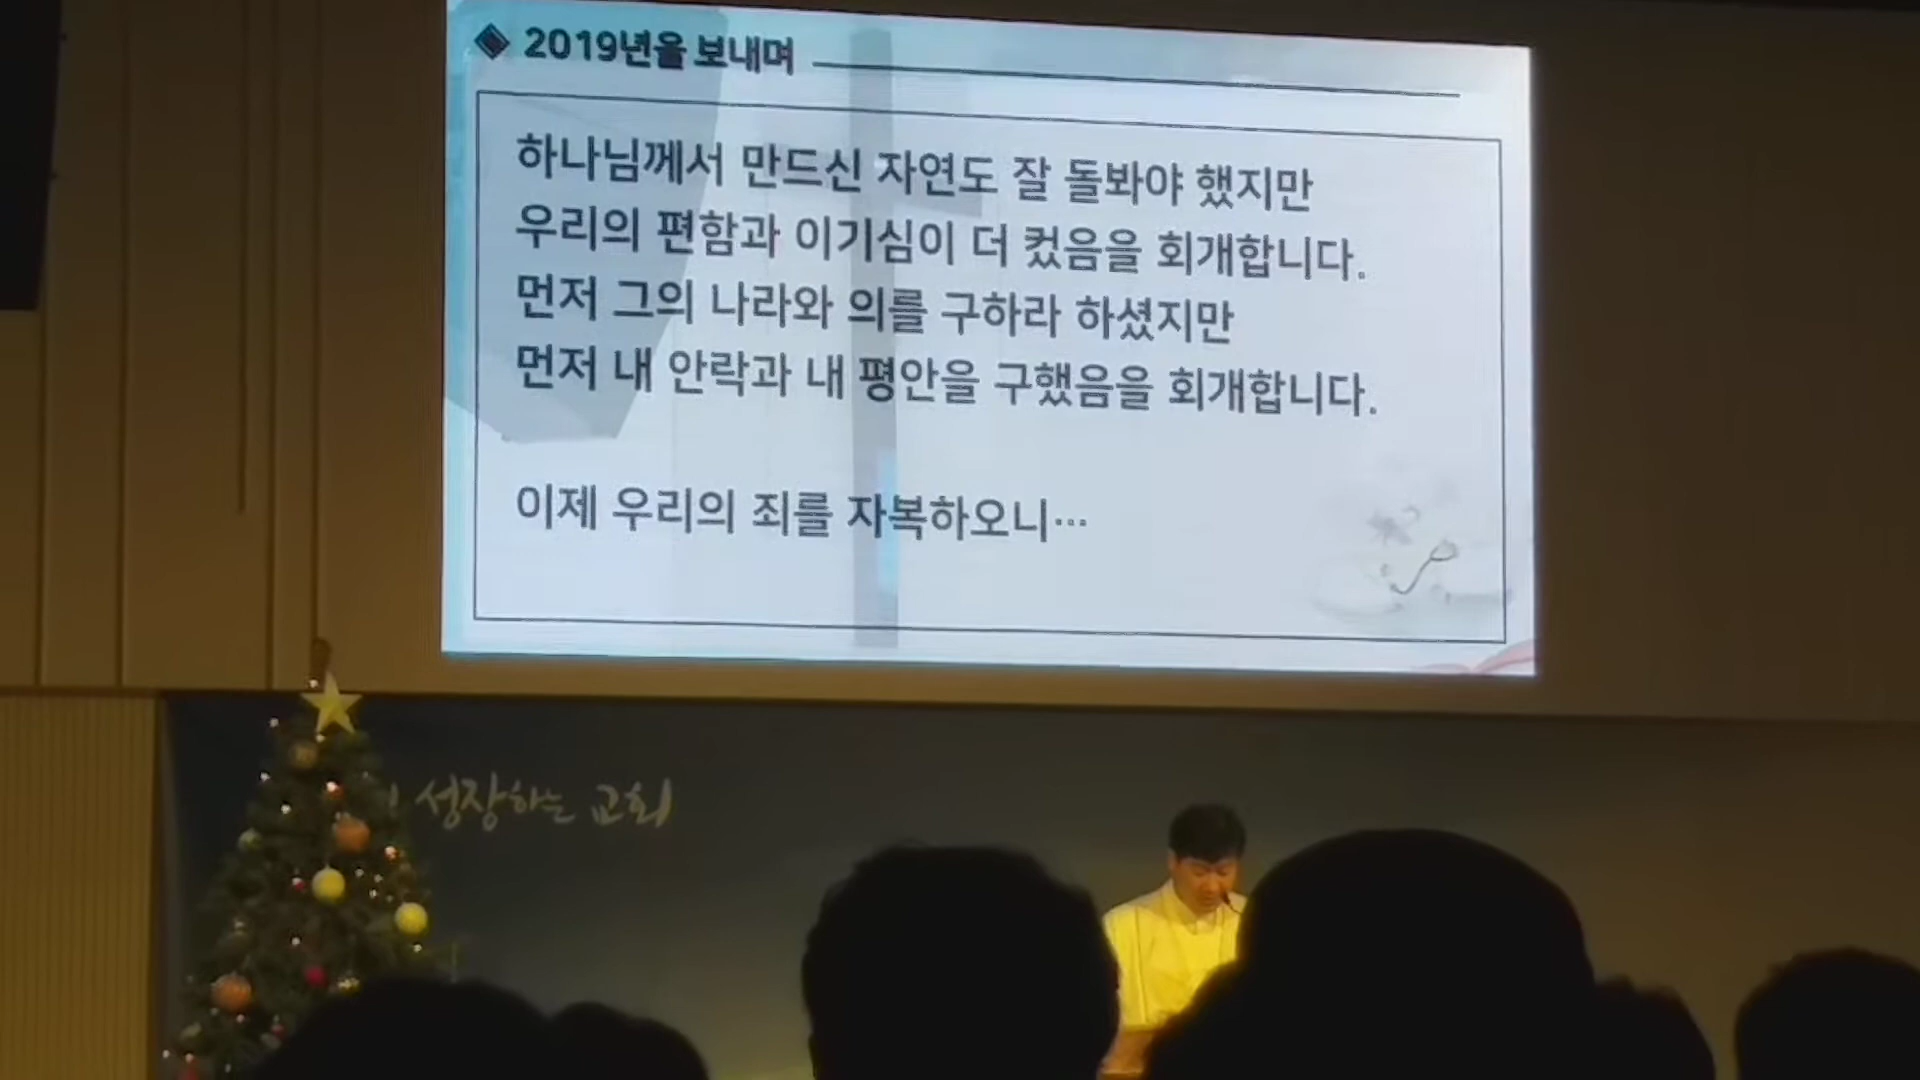 2019년을 보내며
하나님께서 만드신 자연도 잘 돌봐야 했지만
우리의 편함과 이기심이 더 컸음을 회개합니다.
먼저 그의 나라와 의를 구하라 하셨지만
먼저 내 안락과 내 평안을 구했음을 회개합니다.
이제 우리의 죄를 자복하오니…
성장하는 교회